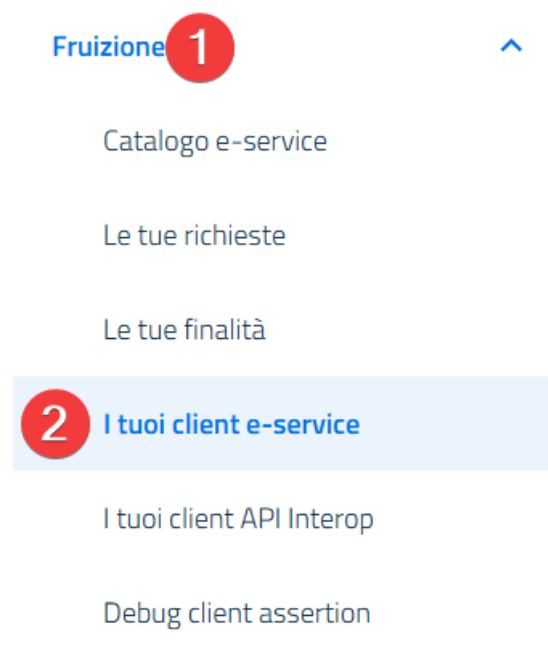 Fruizione 1
Catalogo e-service
Le tue richieste
Le tue finalità
2 I tuoi client e-service
I tuoi client API Interop
Debug client assertion